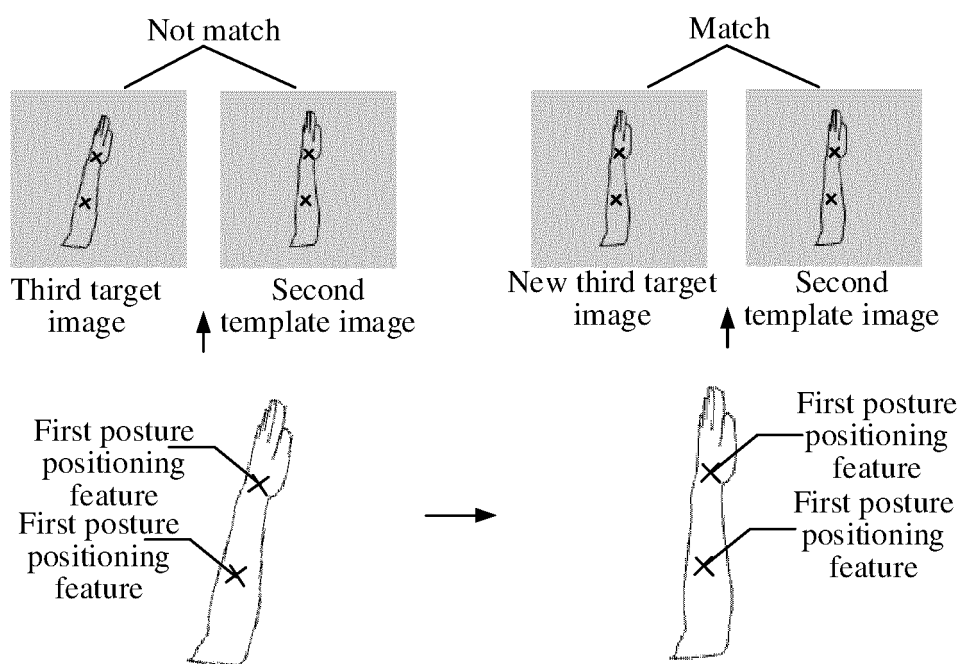 Not match
Match
Third target
image
Second
template image
New third target
image
Second
template image
First posture
positioning
feature
First posture
positioning
feature
First posture
positioning
feature
First posture
positioning
feature